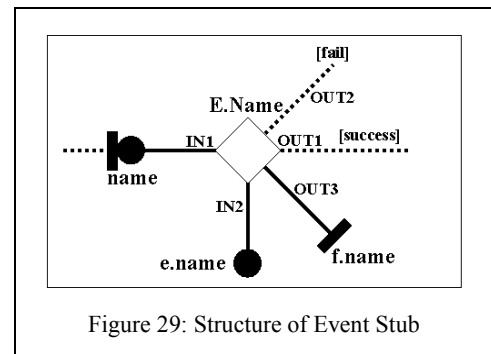 [fail]
E.Name
OUT2
IN1
OUT1
[success]
name
IN2
OUT3
e.name
f.name
Figure 29: Structure of Event Stub